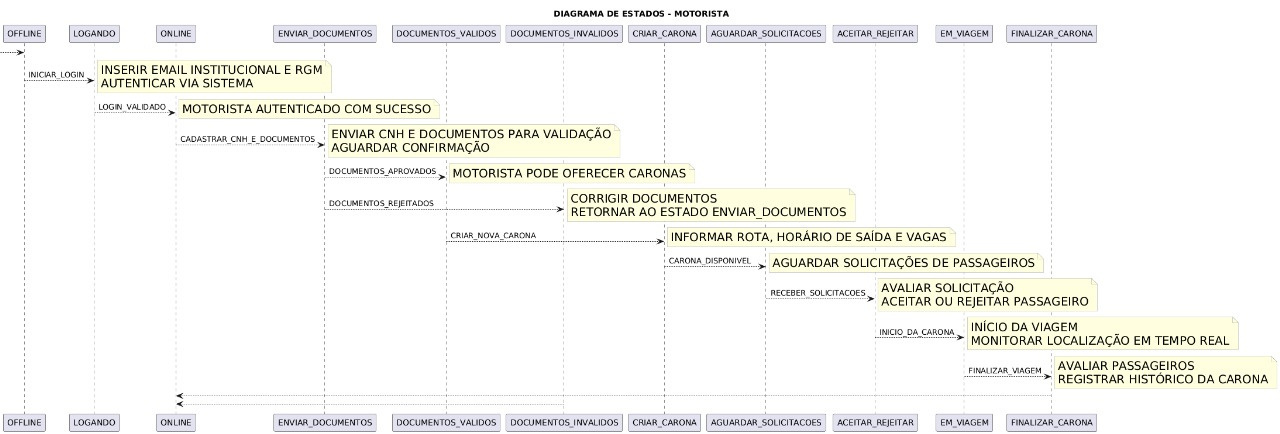 DIAGRAMA DE ESTADOS - MOTORISTA
OFFLINE LOGANDO ONLINE ENVIAR_DOCUMENTOS DOCUMENTOS_VALIDOS DOCUMENTOS_INVALIDOS CRIAR_CARONA AGUARDAR_SOLICITACOES ACEITAR_REJEITAR EM_VIAGEM FINALIZAR_CARONA
INICIAR_LOGIN
INSERIR EMAIL INSTITUCIONAL E RGM
AUTENTICAR VIA SISTEMA
LOGIN_VALIDADO
MOTORISTA AUTENTICADO COM SUCESSO
CADASTRAR_CNH_E_DOCUMENTOS
ENVIAR CNH E DOCUMENTOS PARA VALIDAÇÃO
AGUARDAR CONFIRMAÇÃO
DOCUMENTOS_APROVADOS
MOTORISTA PODE OFERECER CARONAS
DOCUMENTOS_REJEITADOS
CORRIGIR DOCUMENTOS
RETORNAR AO ESTADO ENVIAR_DOCUMENTOS
CRIAR_NOVA_CARONA
INFORMAR ROTA, HORÁRIO DE SAÍDA E VAGAS
CARONA_DISPONIVEL
AGUARDAR SOLICITAÇÕES DE PASSAGEIROS
RECEBER_SOLICITACOES
AVALIAR SOLICITAÇÃO
ACEITAR OU REJEITAR PASSAGEIRO
INICIO_DA_CARONA
INÍCIO DA VIAGEM
MONITORAR LOCALIZAÇÃO EM TEMPO REAL
FINALIZAR_VIAGEM
AVALIAR PASSAGEIROS
REGISTRAR HISTÓRICO DA CARONA
OFFLINE LOGANDO ONLINE ENVIAR_DOCUMENTOS DOCUMENTOS_VALIDOS DOCUMENTOS_INVALIDOS CRIAR_CARONA AGUARDAR_SOLICITACOES ACEITAR_REJEITAR EM_VIAGEM FINALIZAR_CARONA